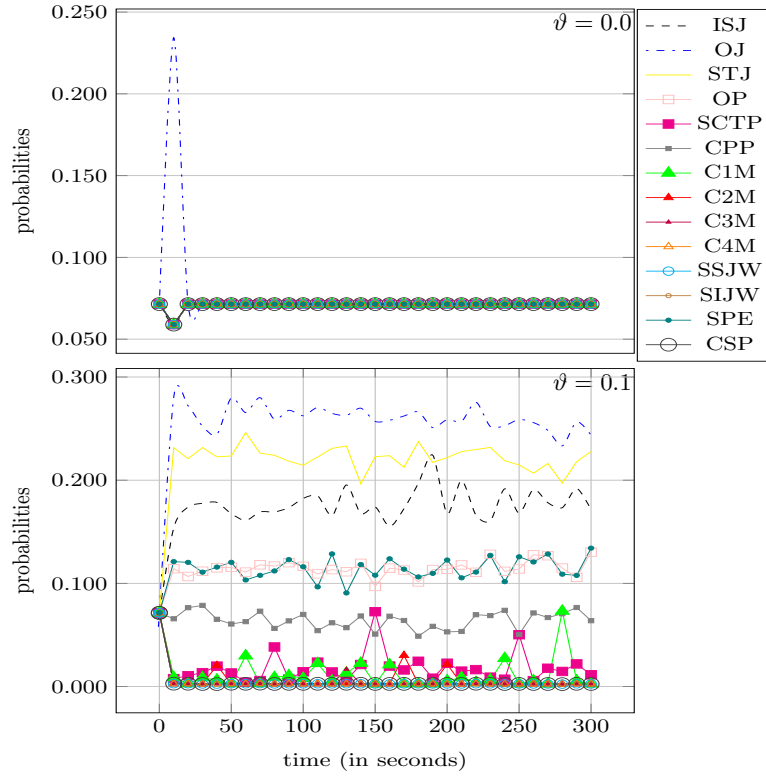 0.250
0.200
0.150
0.100
0.050
probabilities
ϑ = 0.0
ISJ
OJ
STJ
OP
SCTP
CPP
C1M
C2M
C3M
C4M
SSJW
SIJW
SPE
CSP
0.300
0.200
0.100
0.000
probabilities
ϑ = 0.1
0 50 100 150 200 250 300
time (in seconds)